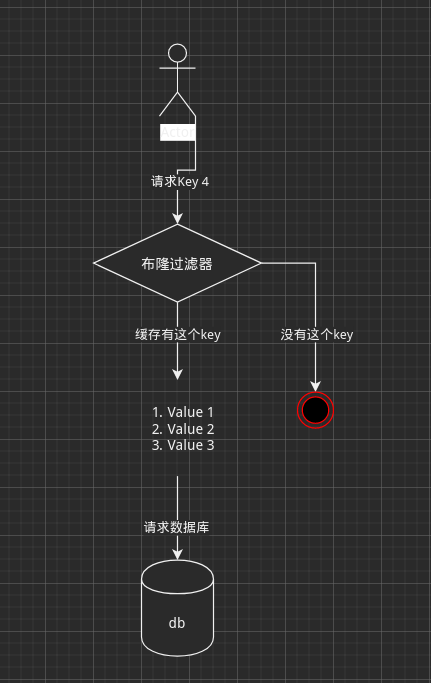 Actor
请求Key 4
布隆过滤器
缓存有这个key
没有这个key
1. Value 1
2. Value 2
3. Value 3
请求数据库
db